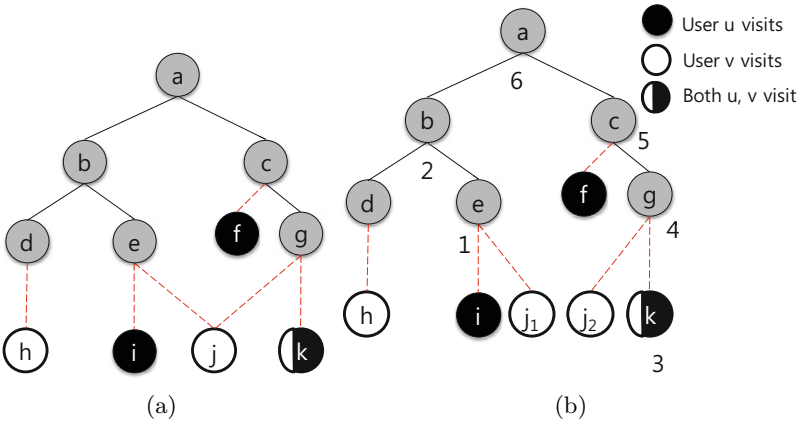 a
b
c
d
e
f
g
h
i
j
k
(a)
a
6
b
c
5
2
d
e
f
g
1
4
h
i
j₁
j₂
k
3
(b)
User u visits
User v visits
Both u, v visit